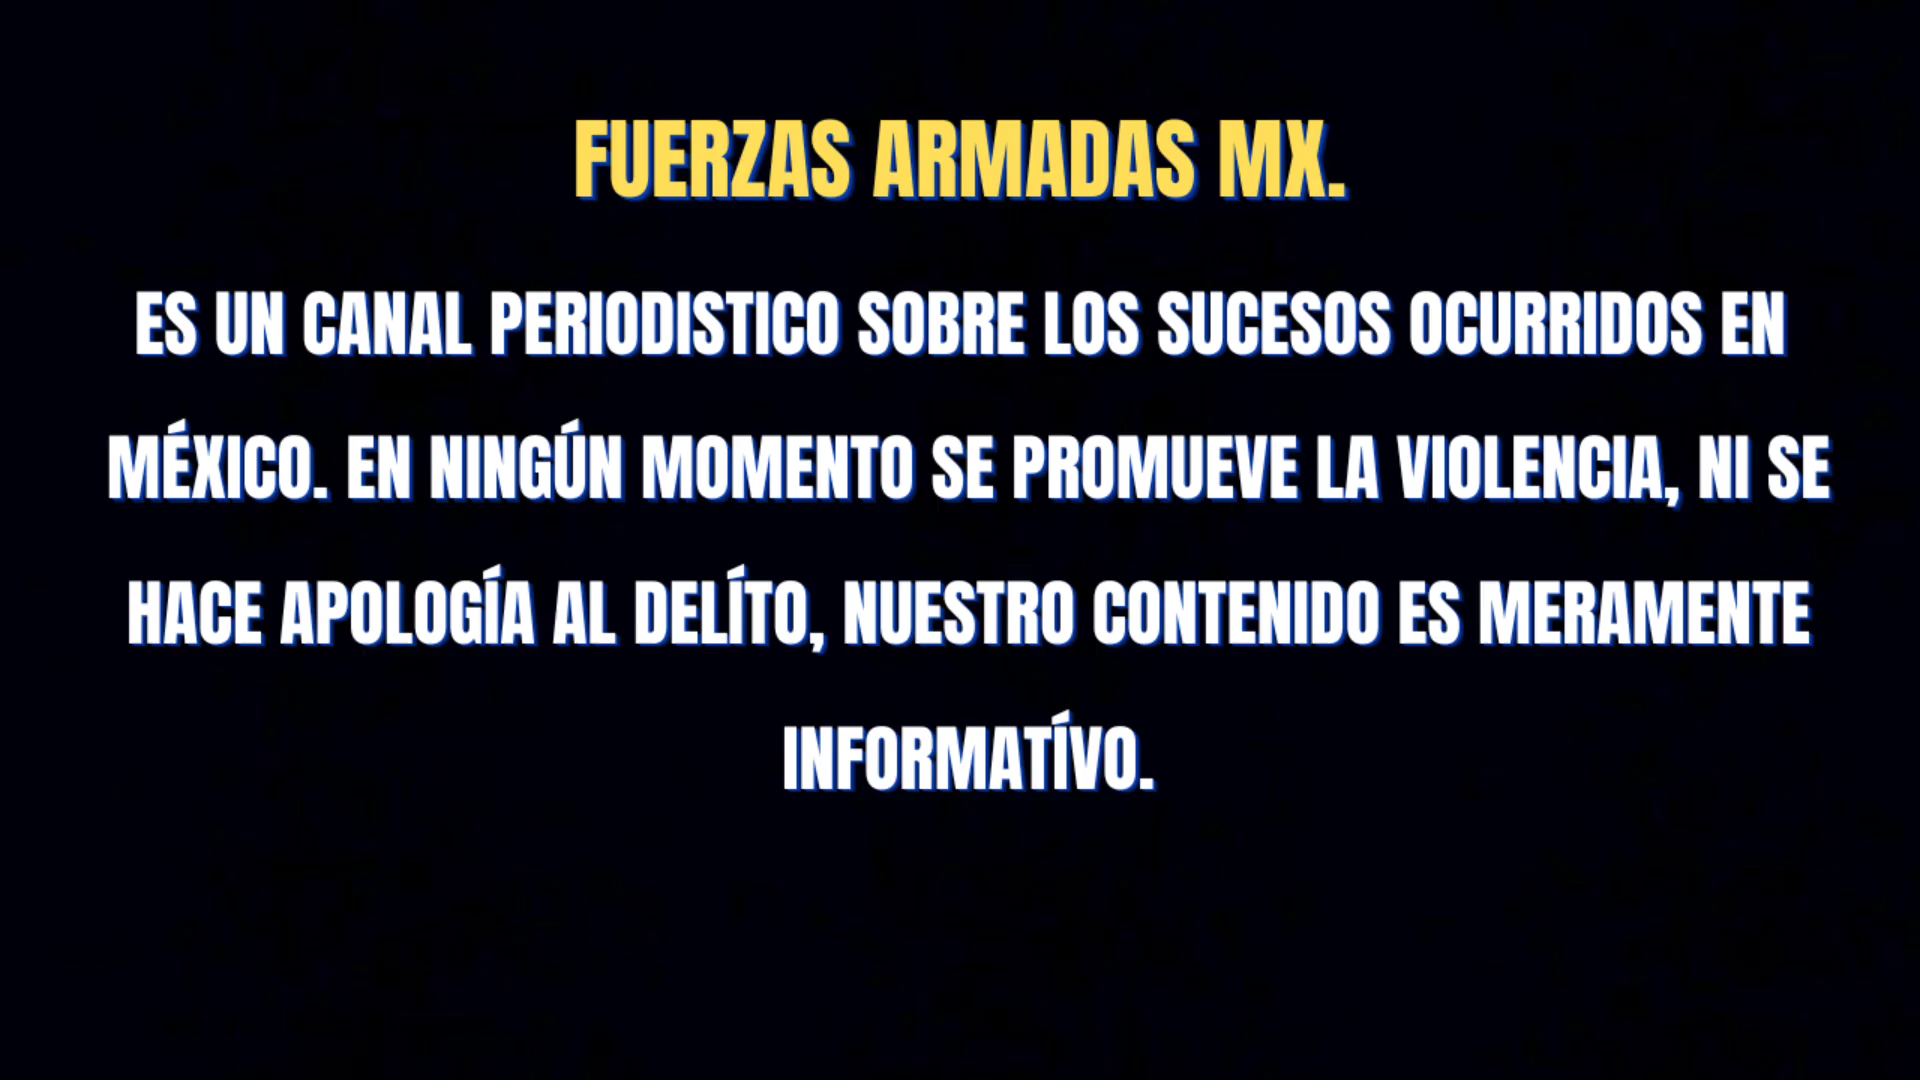 FUERZAS ARMADAS MX.
ES UN CANAL PERIODISTICO SOBRE LOS SUCESOS OCURRIDOS EN
MÉXICO. EN NINGÚN MOMENTO SE PROMUEVE LA VIOLENCIA, NI SE
HACE APOLOGÍA AL DELÍTO, NUESTRO CONTENIDO ES MERAMENTE
INFORMATÍVO.